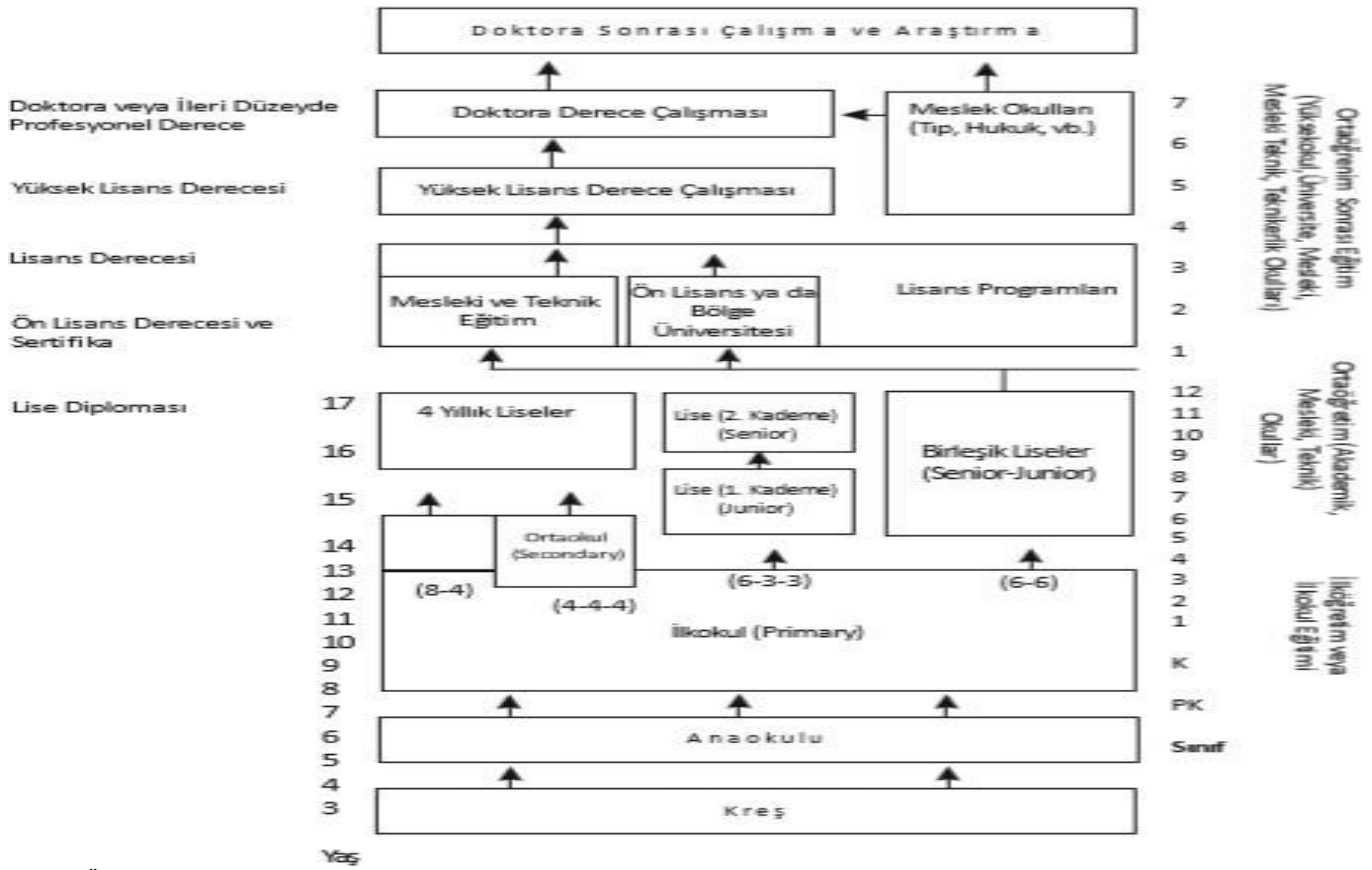 Doktora Sonrası Çalışma ve Araştırma
Doktora veya İleri Düzeyde
Profesyonel Derece
Doktora Derece Çalışması
Meslek Okulları
(Tıp, Hukuk, vb.)
Yüksek Lisans Derecesi
Yüksek Lisans Derece Çalışması
Lisans Derecesi
Ön Lisans Derecesi ve
Sertifika
Mesleki ve Teknik
Eğitim
Ön Lisans ya da
Bölge
Üniversitesi
Lisans Programları
7
6
5
4
3
2
1
Ortaöğrenim Sonrası Eğitim
(Yüksekokul, Üniversite, Mesleki,
Mesleki Teknik, Teknikerlik Okulları)
Lise Diploması
17
16
15
14
13
12
11
10
9
8
7
6
5
4
3
Yaş
4 Yıllık Liseler
Lise (2. Kademe)
(Senior)
Lise (1. Kademe)
(Junior)
Birleşik Liseler
(Senior-Junior)
Ortaokul
(Secondary)
(8-4)
(4-4-4)
(6-3-3)
(6-6)
İlkokul (Primary)
Anaokulu
Kreş
12
11
10
9
8
7
6
5
4
3
2
1
K
PK
Sınıf
Ortaöğretim (Akademik,
Mesleki, Teknik)
Okullar)
İlköğretim veya
İlkokul Eğitimi